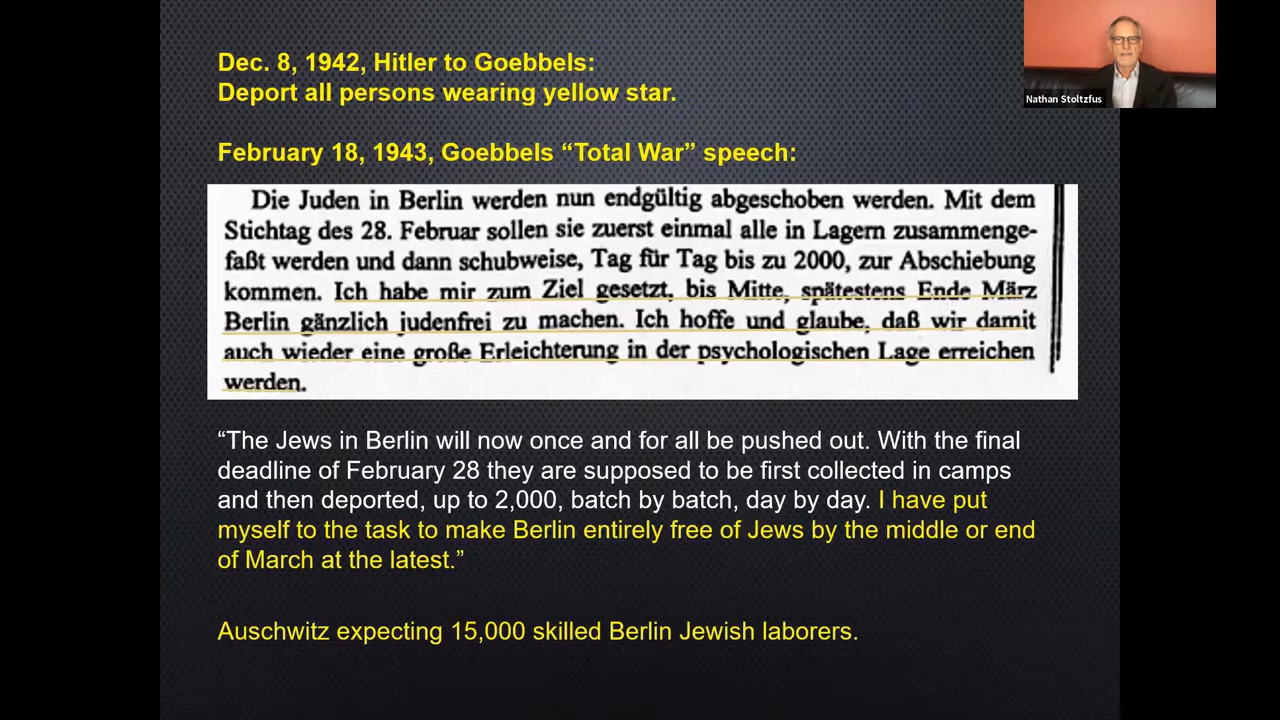 Dec. 8, 1942, Hitler to Goebbels:
Deport all persons wearing yellow star.
Nathan Stoltzfus
February 18, 1943, Goebbels “Total War” speech:
Die Juden in Berlin werden nun endgültig abgeschoben werden. Mit dem
Stichtag des 28. Februar sollen sie zuerst einmal alle in Lagern zusammenge-
faßt werden und dann schubweise, Tag für Tag bis zu 2000, zur Abschiebung
kommen. Ich habe mir zum Ziel gesetzt, bis Mitte, spätestens Ende März
Berlin gänzlich judenfrei zu machen. Ich hoffe und glaube, daß wir damit
auch wieder eine große Erleichterung in der psychologischen Lage erreichen
werden.
“The Jews in Berlin will now once and for all be pushed out. With the final
deadline of February 28 they are supposed to be first collected in camps
and then deported, up to 2,000, batch by batch, day by day. I have put
myself to the task to make Berlin entirely free of Jews by the middle or end
of March at the latest.”
Auschwitz expecting 15,000 skilled Berlin Jewish laborers.